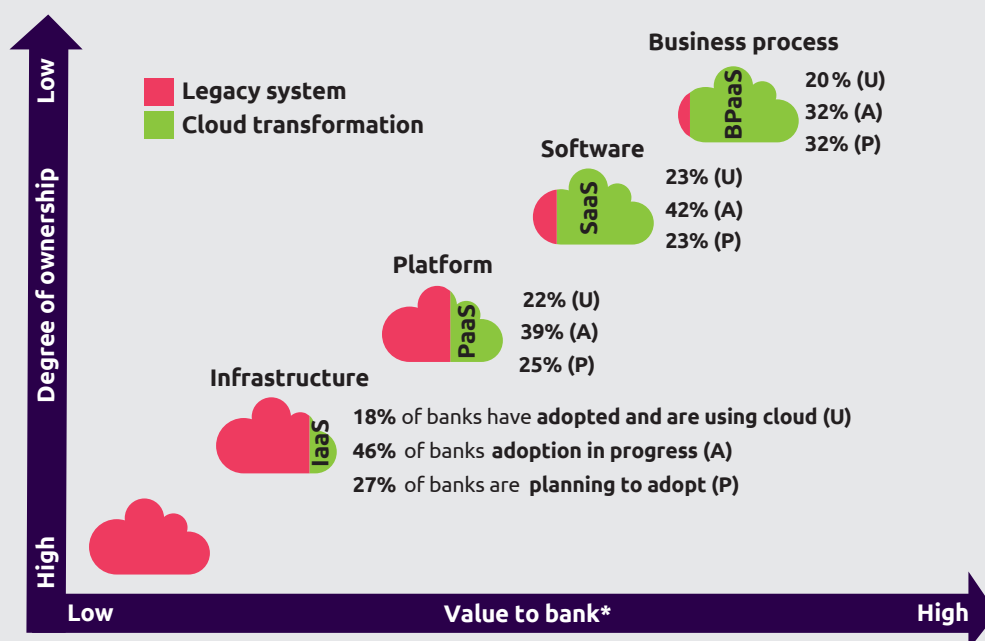 Business process
Low
20% (U)
Legacy system
BPaaS
32% (A)
Cloud transformation
32% (P)
Software
23% (U)
SaaS
42% (A)
23% (P)
Degree of ownership
Platform
22% (U)
PaaS
39% (A)
25% (P)
Infrastructure
18% of banks have adopted and are using cloud (U)
IaaS
46% of banks adoption in progress (A)
27% of banks are planning to adopt (P)
High
Low Value to bank* High